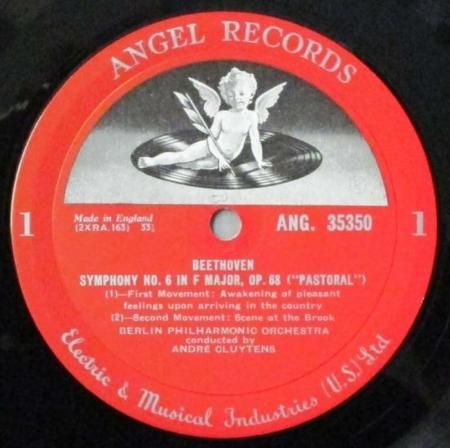 ANGEL RECORDS
1
1
Made in England
(2XRA.163) 33⅓
ANG. 35350
BEETHOVEN
SYMPHONY NO. 6 IN F MAJOR, OP. 68 ("PASTORAL")
(1)—First Movement: Awakening of pleasant
feelings upon arriving in the country
(2)—Second Movement: Scene at the Brook
BERLIN PHILHARMONIC ORCHESTRA
conducted by
ANDRÉ CLUYTENS
Electric & Musical Industries (U.S.) Ltd